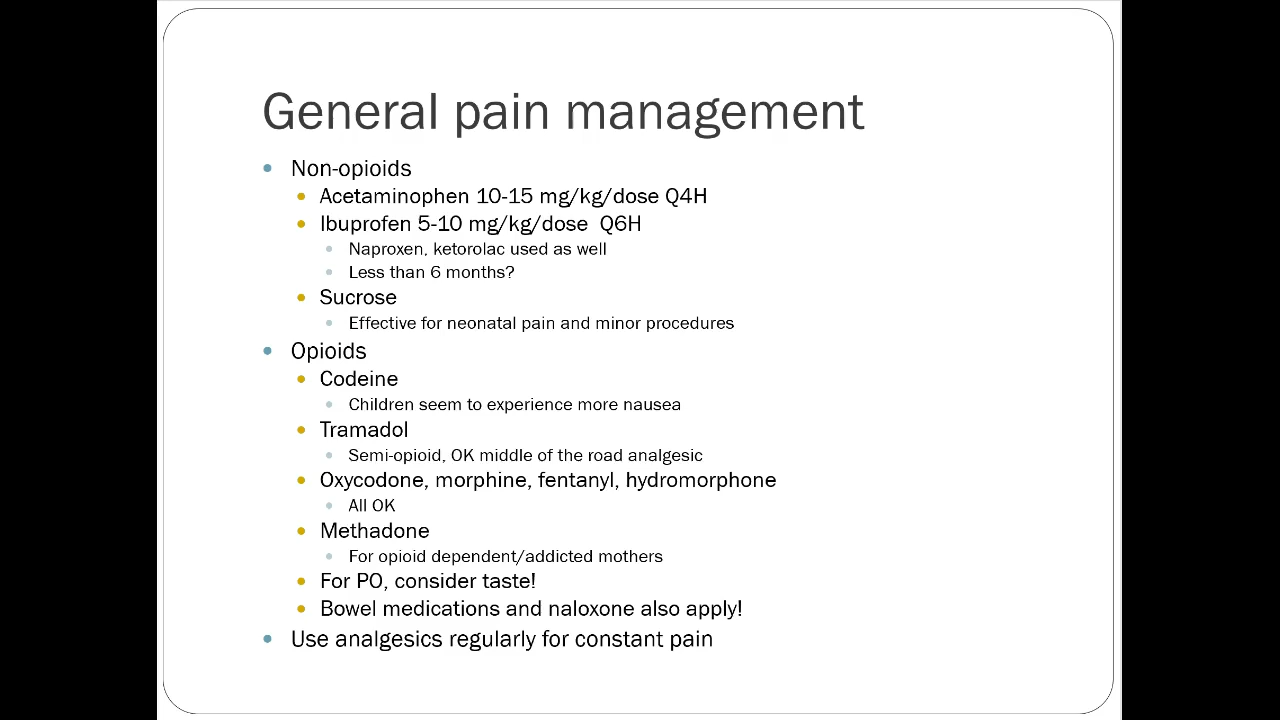 General pain management
Non-opioids
Acetaminophen 10-15 mg/kg/dose Q4H
Ibuprofen 5-10 mg/kg/dose  Q6H
Naproxen, ketorolac used as well
Less than 6 months?
Sucrose
Effective for neonatal pain and minor procedures
Opioids
Codeine
Children seem to experience more nausea
Tramadol
Semi-opioid, OK middle of the road analgesic
Oxycodone, morphine, fentanyl, hydromorphone
All OK
Methadone
For opioid dependent/addicted mothers
For PO, consider taste!
Bowel medications and naloxone also apply!
Use analgesics regularly for constant pain